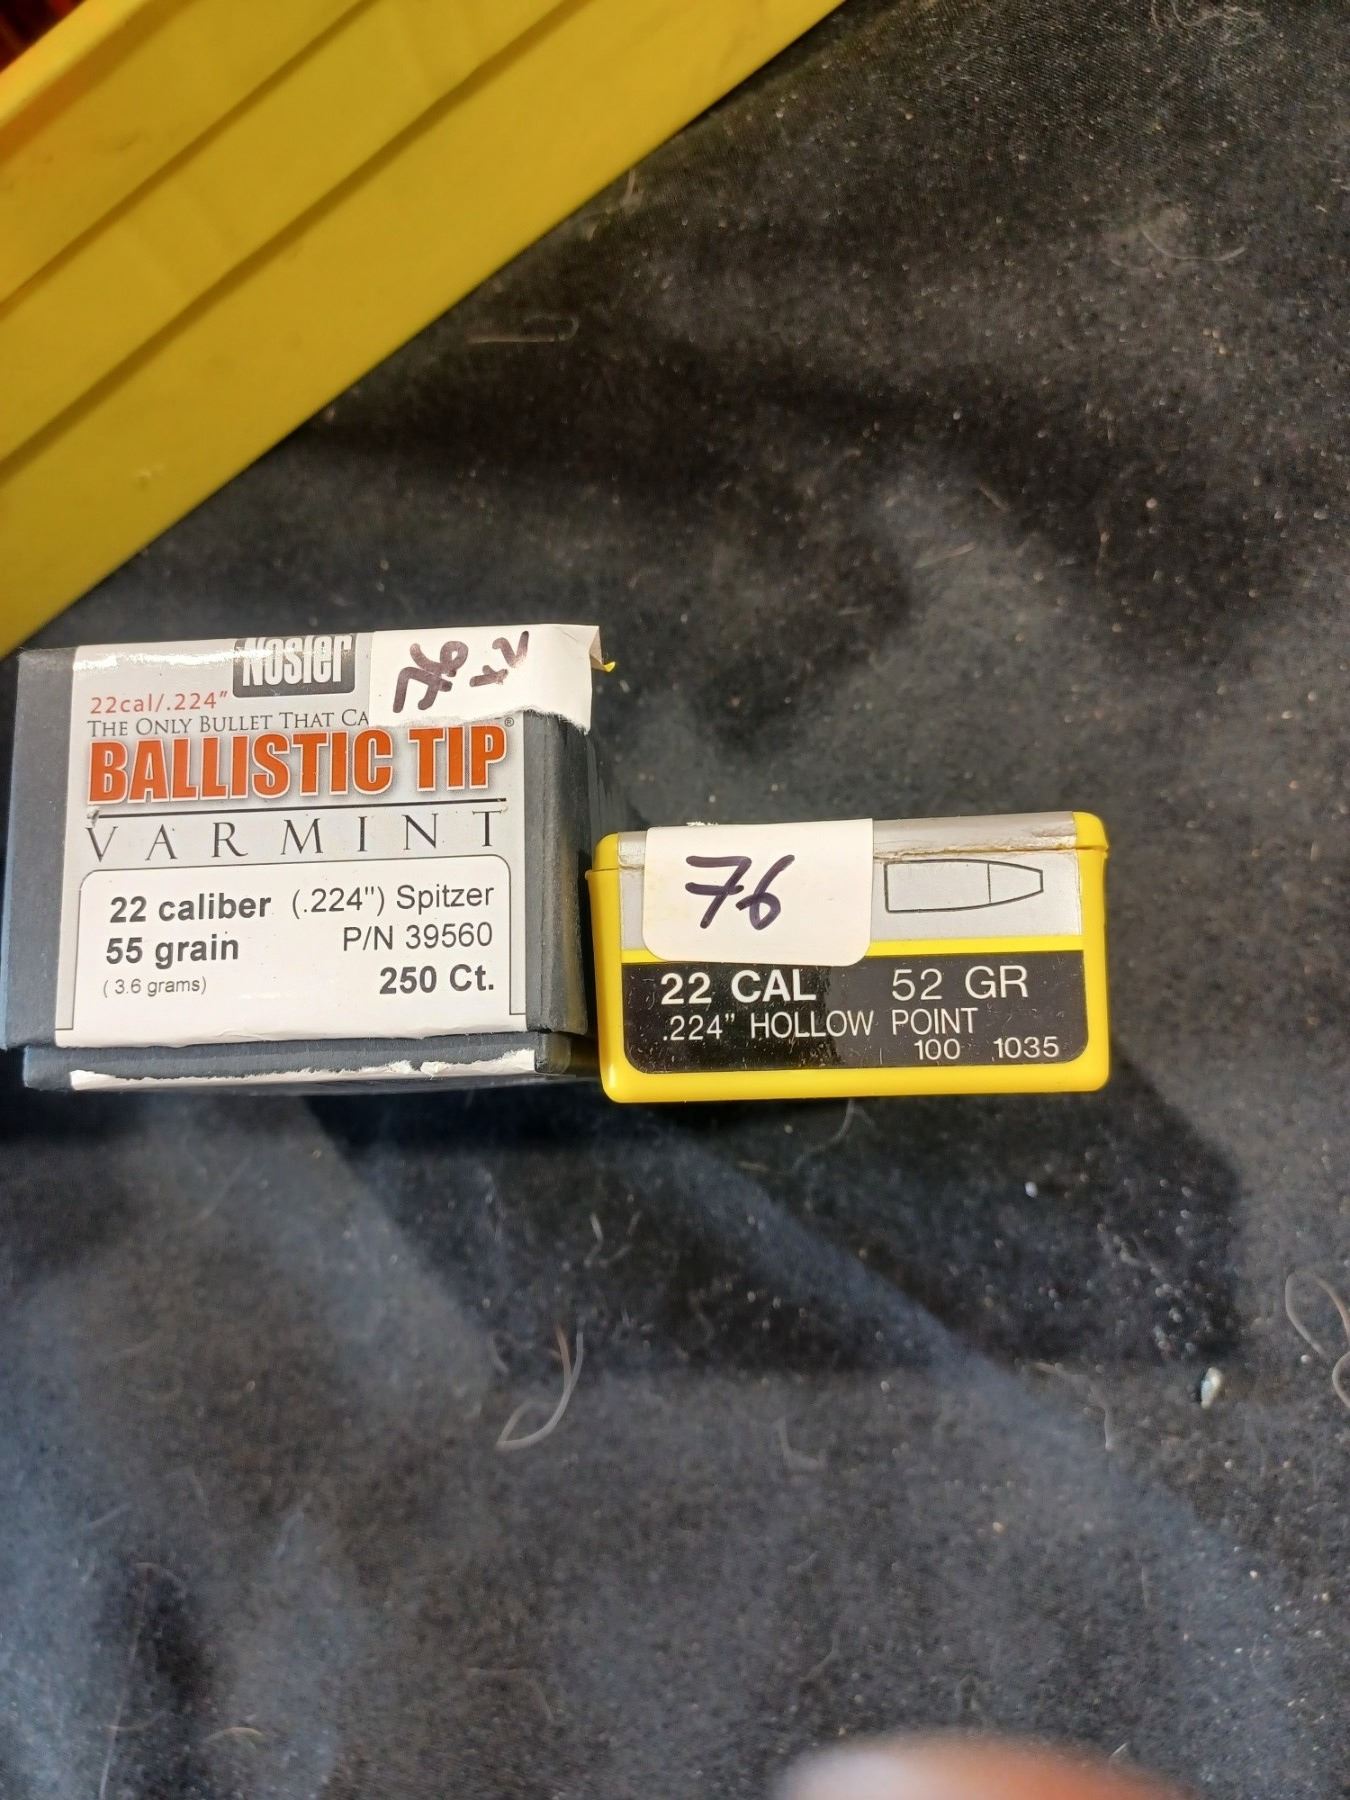 Nosler
22cal/.224"
THE ONLY BULLET THAT CA
BALLISTIC TIP®
VARMINT
22 caliber (.224") Spitzer
55 grain P/N 39560
(3.6 grams) 250 Ct.
76
22 CAL 52 GR
.224" HOLLOW POINT
100 1035